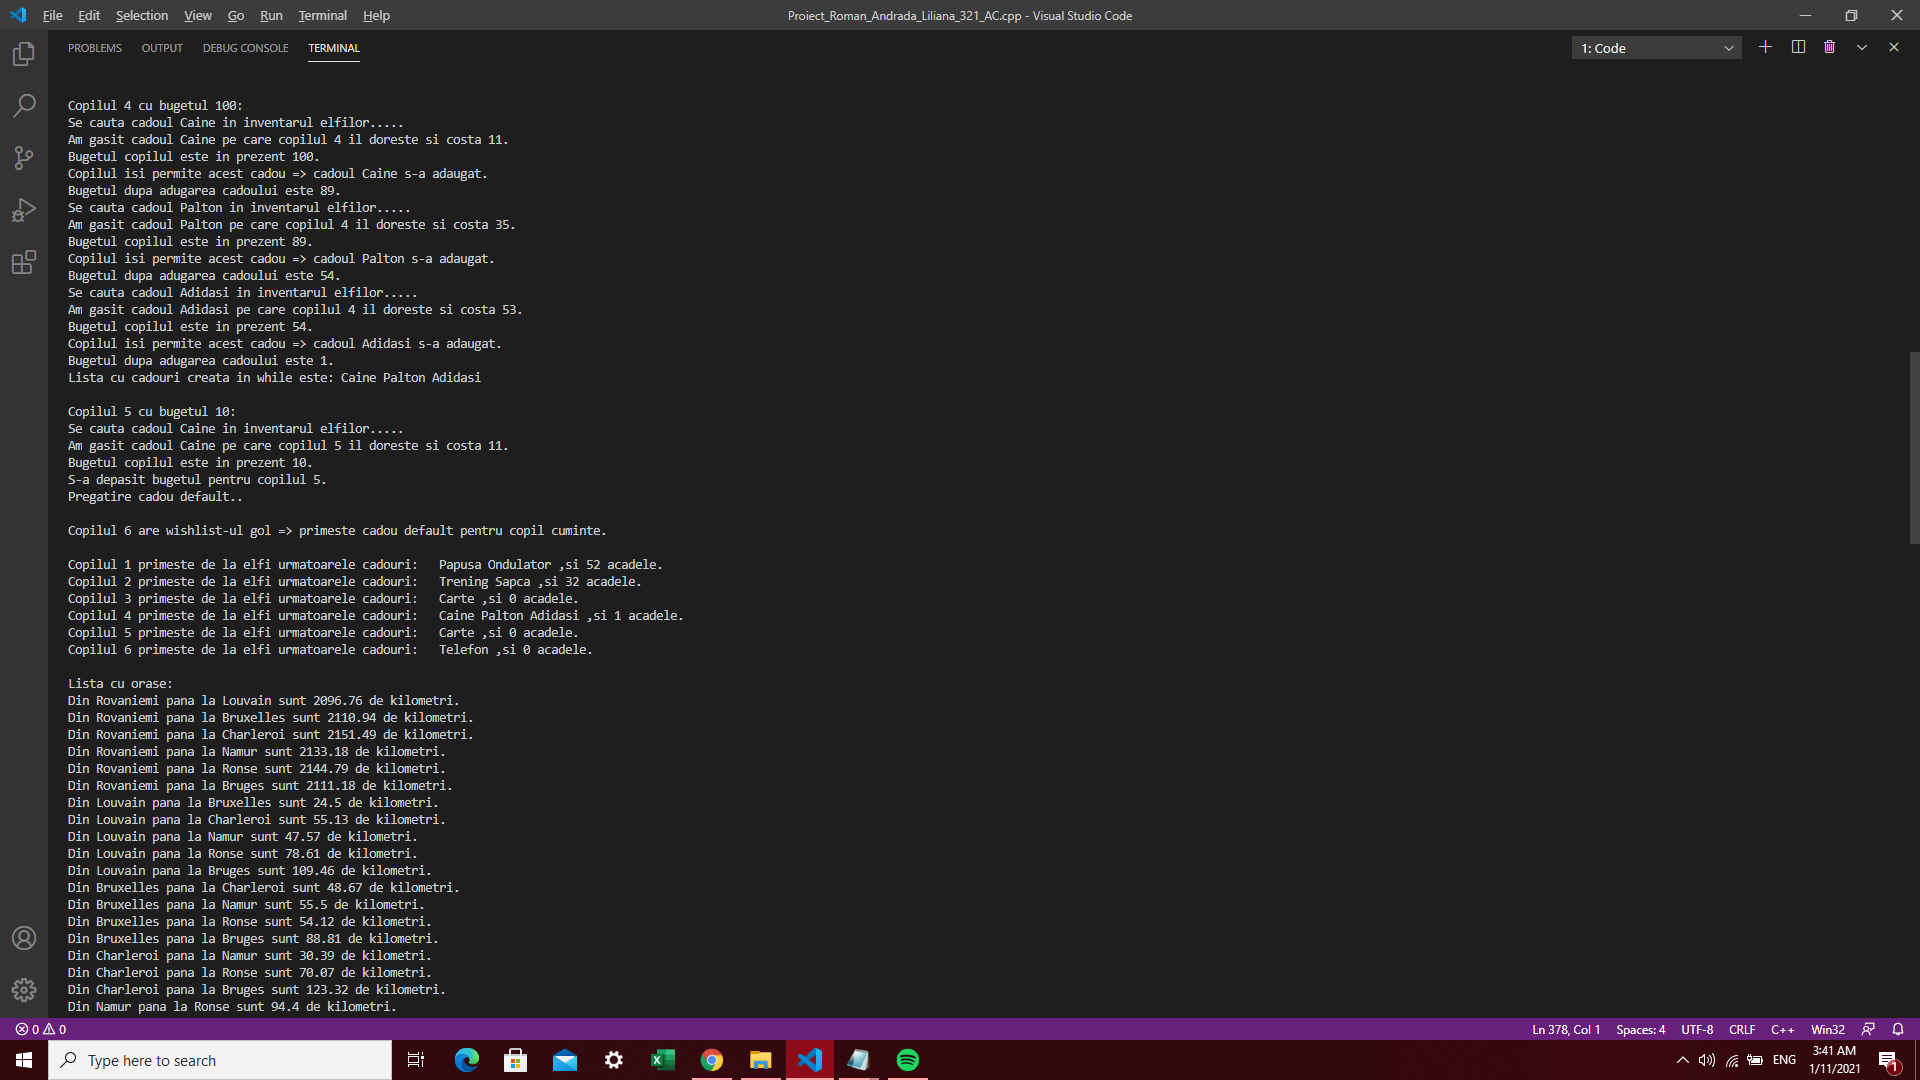 File Edit Selection View Go Run Terminal Help
Proiect_Roman_Andrada_Liliana_321_AC.cpp - Visual Studio Code
PROBLEMS OUTPUT DEBUG CONSOLE TERMINAL
1: Code
Copilul 4 cu bugetul 100:
Se cauta cadoul Caine in inventarul elfilor.....
Am gasit cadoul Caine pe care copilul 4 il doreste si costa 11.
Bugetul copilul este in prezent 100.
Copilul isi permite acest cadou => cadoul Caine s-a adaugat.
Bugetul dupa adugarea cadoului este 89.
Se cauta cadoul Palton in inventarul elfilor.....
Am gasit cadoul Palton pe care copilul 4 il doreste si costa 35.
Bugetul copilul este in prezent 89.
Copilul isi permite acest cadou => cadoul Palton s-a adaugat.
Bugetul dupa adugarea cadoului este 54.
Se cauta cadoul Adidasi in inventarul elfilor.....
Am gasit cadoul Adidasi pe care copilul 4 il doreste si costa 53.
Bugetul copilul este in prezent 54.
Copilul isi permite acest cadou => cadoul Adidasi s-a adaugat.
Bugetul dupa adugarea cadoului este 1.
Lista cu cadouri creata in while este: Caine Palton Adidasi
Copilul 5 cu bugetul 10:
Se cauta cadoul Caine in inventarul elfilor.....
Am gasit cadoul Caine pe care copilul 5 il doreste si costa 11.
Bugetul copilul este in prezent 10.
S-a depasit bugetul pentru copilul 5.
Pregatire cadou default..
Copilul 6 are wishlist-ul gol => primeste cadou default pentru copil cuminte.
Copilul 1 primeste de la elfi urmatoarele cadouri:   Papusa Ondulator ,si 52 acadele.
Copilul 2 primeste de la elfi urmatoarele cadouri:   Trening Sapca ,si 32 acadele.
Copilul 3 primeste de la elfi urmatoarele cadouri:   Carte ,si 0 acadele.
Copilul 4 primeste de la elfi urmatoarele cadouri:   Caine Palton Adidasi ,si 1 acadele.
Copilul 5 primeste de la elfi urmatoarele cadouri:   Carte ,si 0 acadele.
Copilul 6 primeste de la elfi urmatoarele cadouri:   Telefon ,si 0 acadele.
Lista cu orase:
Din Rovaniemi pana la Louvain sunt 2096.76 de kilometri.
Din Rovaniemi pana la Bruxelles sunt 2110.94 de kilometri.
Din Rovaniemi pana la Charleroi sunt 2151.49 de kilometri.
Din Rovaniemi pana la Namur sunt 2133.18 de kilometri.
Din Rovaniemi pana la Ronse sunt 2144.79 de kilometri.
Din Rovaniemi pana la Bruges sunt 2111.18 de kilometri.
Din Louvain pana la Bruxelles sunt 24.5 de kilometri.
Din Louvain pana la Charleroi sunt 55.13 de kilometri.
Din Louvain pana la Namur sunt 47.57 de kilometri.
Din Louvain pana la Ronse sunt 78.61 de kilometri.
Din Louvain pana la Bruges sunt 109.46 de kilometri.
Din Bruxelles pana la Charleroi sunt 48.67 de kilometri.
Din Bruxelles pana la Namur sunt 55.5 de kilometri.
Din Bruxelles pana la Ronse sunt 54.12 de kilometri.
Din Bruxelles pana la Bruges sunt 88.81 de kilometri.
Din Charleroi pana la Namur sunt 30.39 de kilometri.
Din Charleroi pana la Ronse sunt 70.07 de kilometri.
Din Charleroi pana la Bruges sunt 123.32 de kilometri.
Din Namur pana la Ronse sunt 94.4 de kilometri.
0 0
Ln 378, Col 1 Spaces: 4 UTF-8 CRLF C++ Win32
Type here to search
ENG
3:41 AM
1/11/2021
1